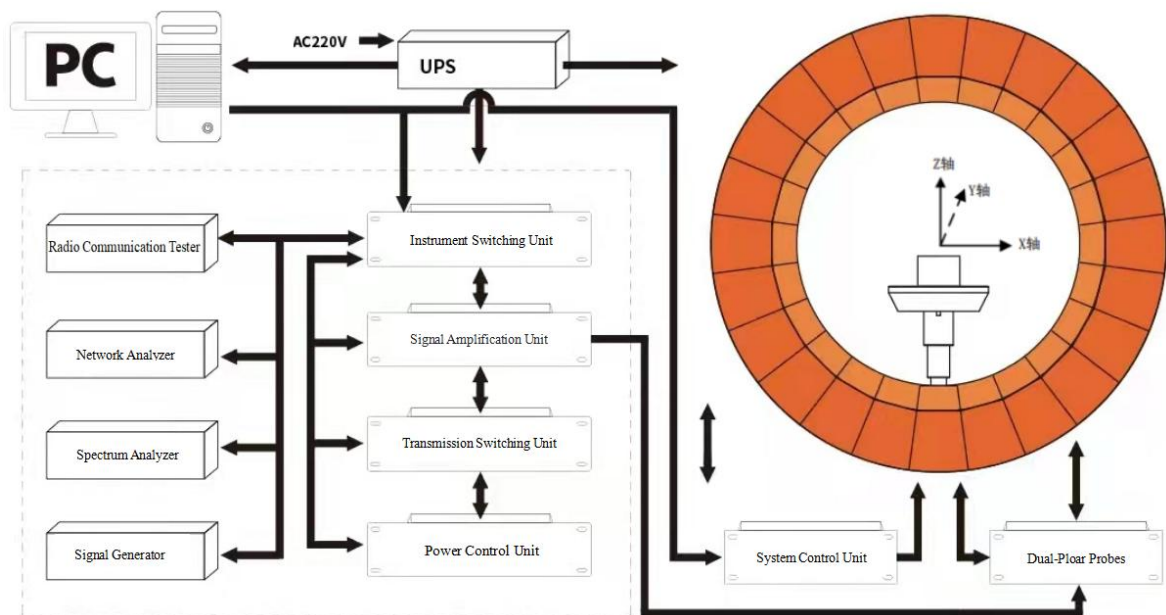 PC
AC220V
UPS
Z轴
Y轴
X轴
Radio Communication Tester
Instrument Switching Unit
Network Analyzer
Signal Amplification Unit
Spectrum Analyzer
Transmission Switching Unit
Signal Generator
Power Control Unit
System Control Unit
Dual-Ploar Probes